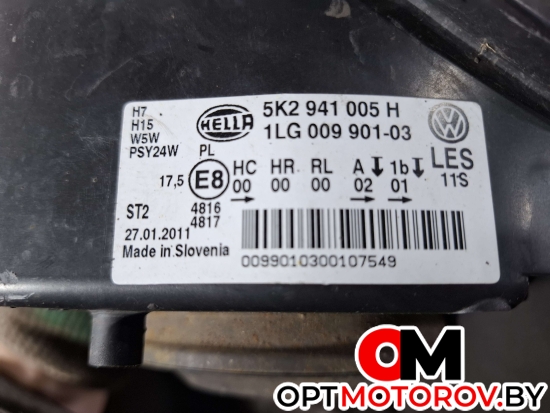 H7
H15
W5W
PSY24W PL
HELLA
5K2 941 005 H
1LG 009 901-03
LES
11S
17,5 E8
HC HR RL A 1b
00 00 00 02 01
ST2 4816
4817
27.01.2011
Made in Slovenia
0099010300107549
OM
OPTMOTOROV.BY